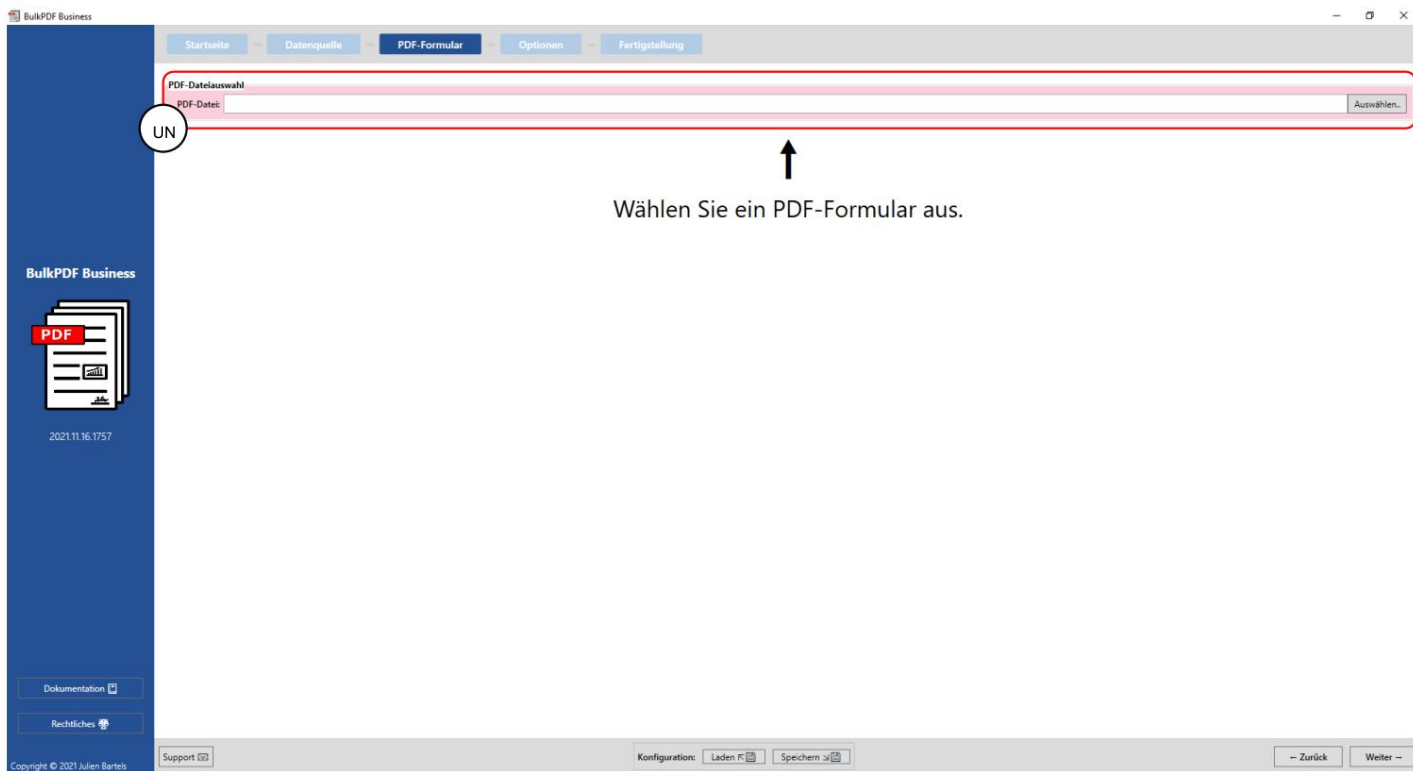 BulkPDF Business
Startseite
Datenquelle
PDF-Formular
Optionen
Fertigstellung
PDF-Dateiauswahl
PDF-Datei:
Auswählen..
UN
Wählen Sie ein PDF-Formular aus.
BulkPDF Business
PDF
2021.11.16.1757
Dokumentation
Rechtliches
Copyright © 2021 Julien Bartels
Support
Konfiguration:
Laden
Speichern
← Zurück
Weiter →